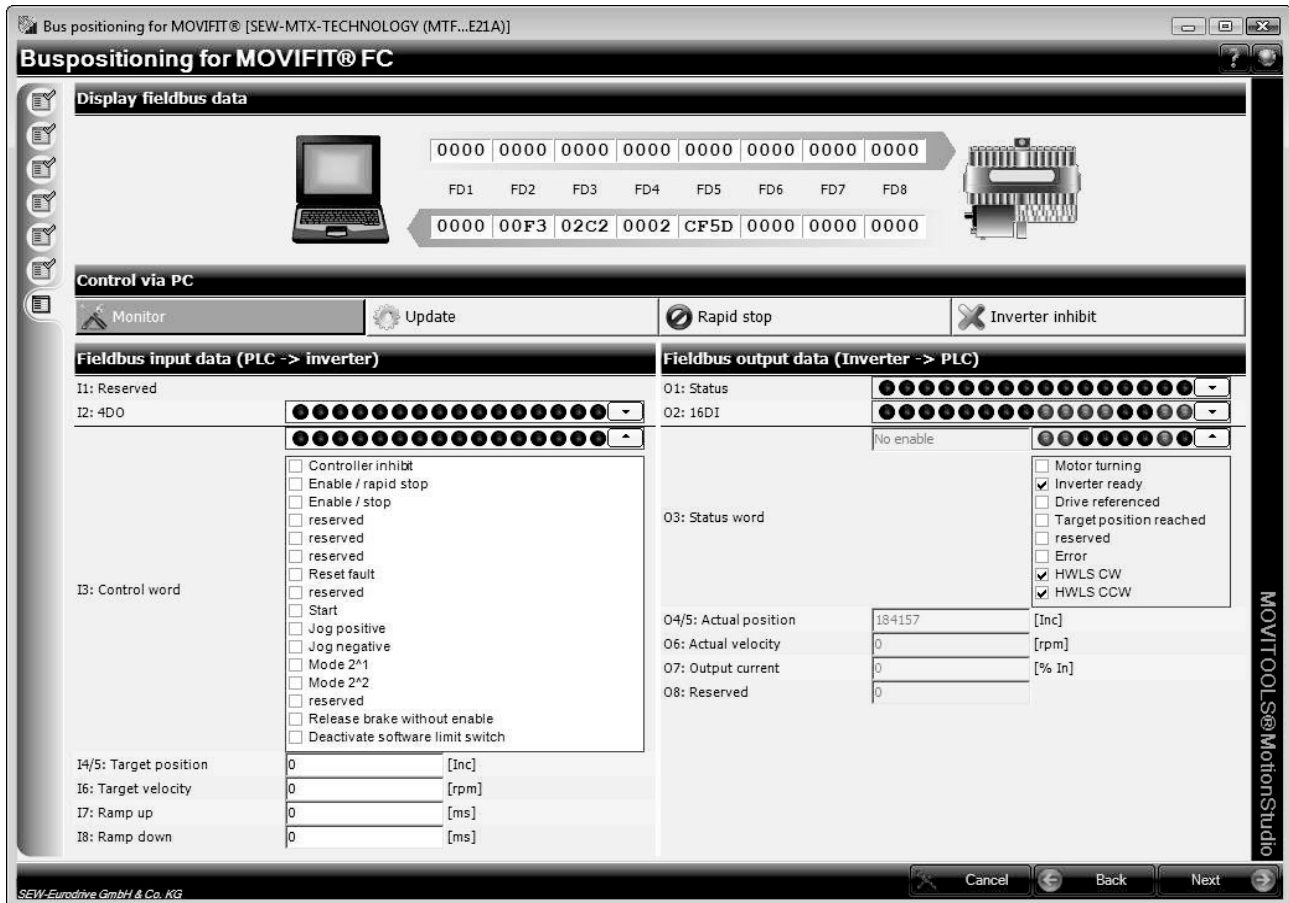 Bus positioning for MOVIFIT® [SEW-MTX-TECHNOLOGY (MTF...E21A)]
Buspositioning for MOVIFIT® FC
Display fieldbus data
0000 0000 0000 0000 0000 0000 0000 0000
FD1 FD2 FD3 FD4 FD5 FD6 FD7 FD8
0000 00F3 02C2 0002 CF5D 0000 0000 0000
Control via PC
Monitor
Update
Rapid stop
Inverter inhibit
Fieldbus input data (PLC -> inverter)
I1: Reserved
I2: 4DO
I3: Control word
Controller inhibit
Enable / rapid stop
Enable / stop
reserved
reserved
reserved
Reset fault
reserved
Start
Jog positive
Jog negative
Mode 2^1
Mode 2^2
reserved
Release brake without enable
Deactivate software limit switch
I4/5: Target position 0 [Inc]
I6: Target velocity 0 [rpm]
I7: Ramp up 0 [ms]
I8: Ramp down 0 [ms]
Fieldbus output data (Inverter -> PLC)
O1: Status
O2: 16DI
No enable
O3: Status word
Motor turning
Inverter ready
Drive referenced
Target position reached
reserved
Error
HWLS CW
HWLS CCW
O4/5: Actual position 184157 [Inc]
O6: Actual velocity 0 [rpm]
O7: Output current 0 [% In]
O8: Reserved 0
MOVITOOLS®MotionStudio
SEW-Eurodrive GmbH & Co. KG
Cancel
Back
Next